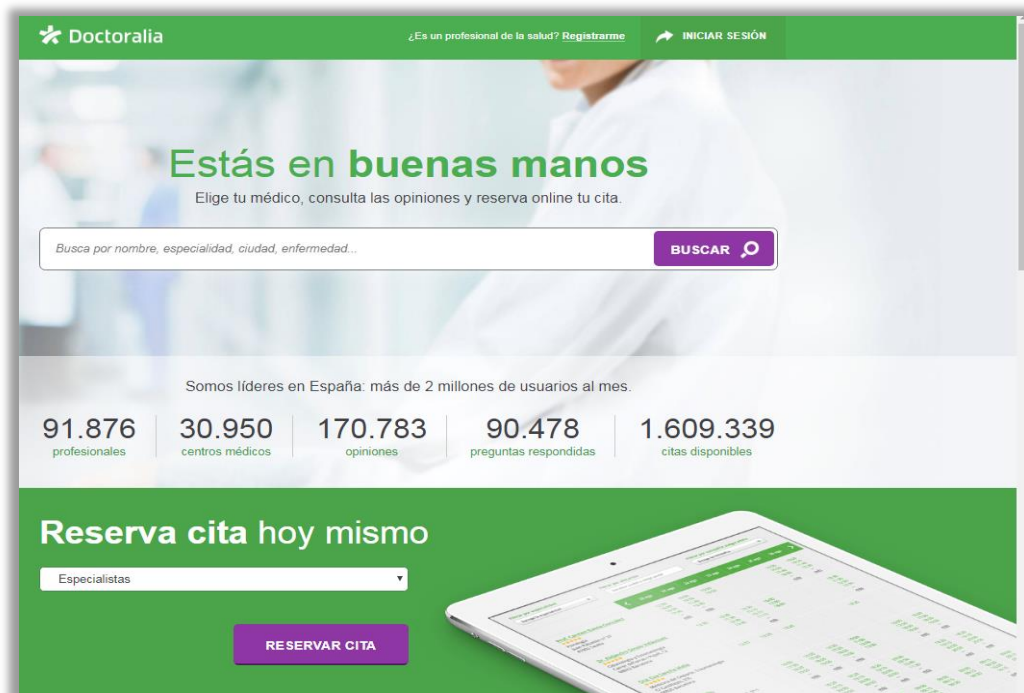 Doctoralia
¿Es un profesional de la salud? Registrarme
INICIAR SESIÓN
Estás en buenas manos
Elige tu médico, consulta las opiniones y reserva online tu cita.
Busca por nombre, especialidad, ciudad, enfermedad...
BUSCAR
Somos líderes en España: más de 2 millones de usuarios al mes.
91.876 30.950 170.783 90.478 1.609.339
profesionales centros médicos opiniones preguntas respondidas citas disponibles
Reserva cita hoy mismo
Especialistas
RESERVAR CITA